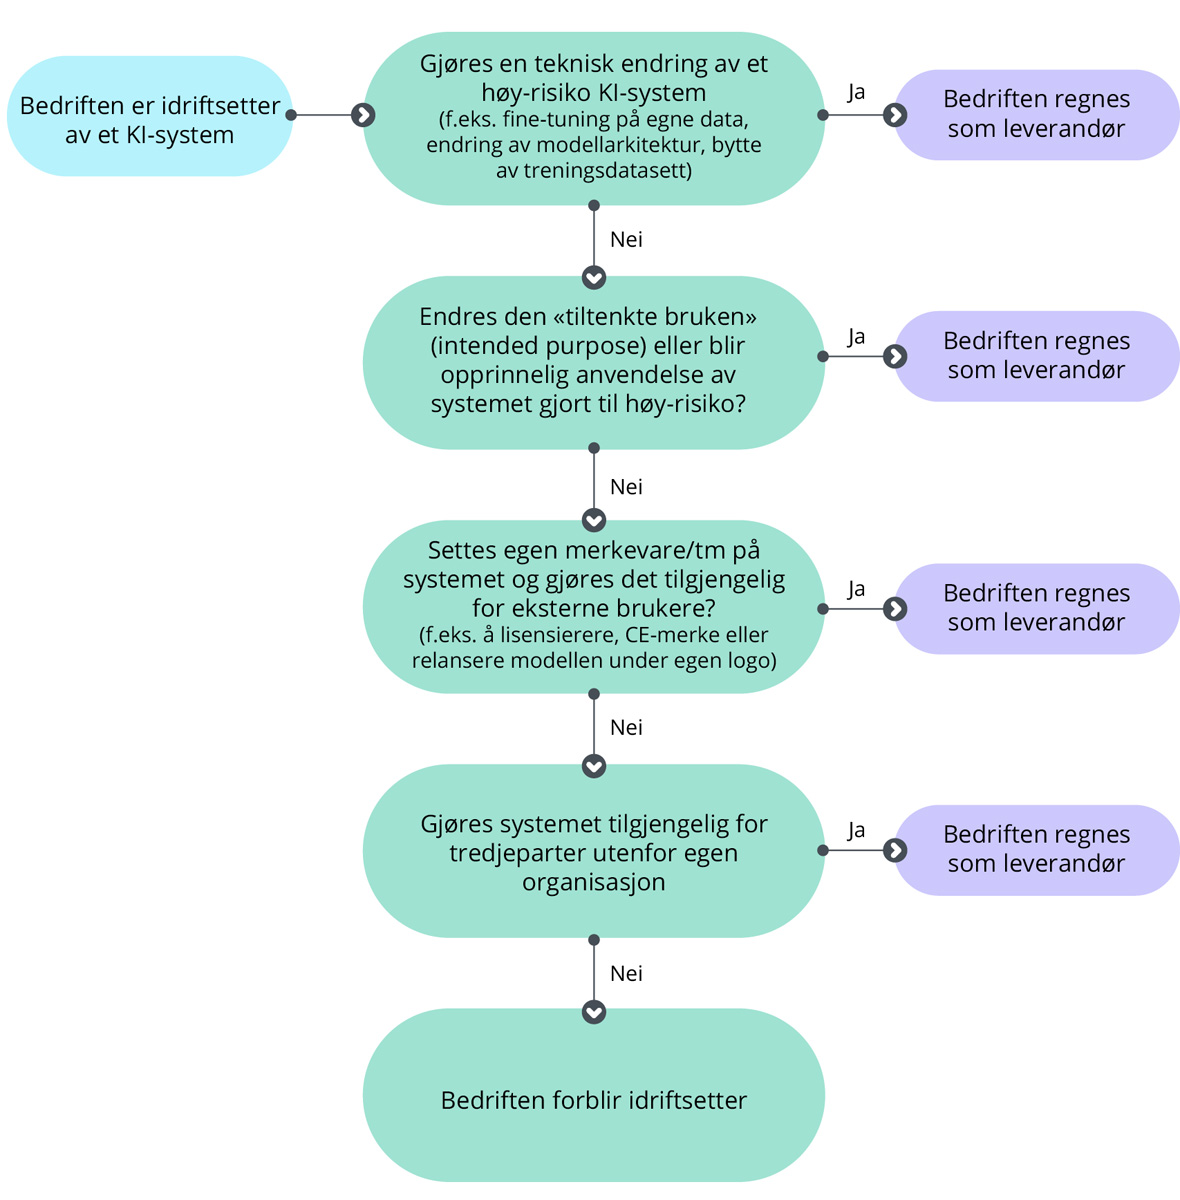 Bedriften er idriftsetter
av et KI-system
Gjøres en teknisk endring av et
høy-risiko KI-system
(f.eks. fine-tuning på egne data,
endring av modellarkitektur, bytte
av treningsdatasett)
Ja
Bedriften regnes
som leverandør
Nei
Endres den «tiltenkte bruken»
(intended purpose) eller blir
opprinnelig anvendelse av
systemet gjort til høy-risiko?
Ja
Bedriften regnes
som leverandør
Nei
Settes egen merkevare/tm på
systemet og gjøres det tilgjengelig
for eksterne brukere?
(f.eks. å lisensierere, CE-merke eller
relansere modellen under egen logo)
Ja
Bedriften regnes
som leverandør
Nei
Gjøres systemet tilgjengelig for
tredjeparter utenfor egen
organisasjon
Ja
Bedriften regnes
som leverandør
Nei
Bedriften forblir idriftsetter